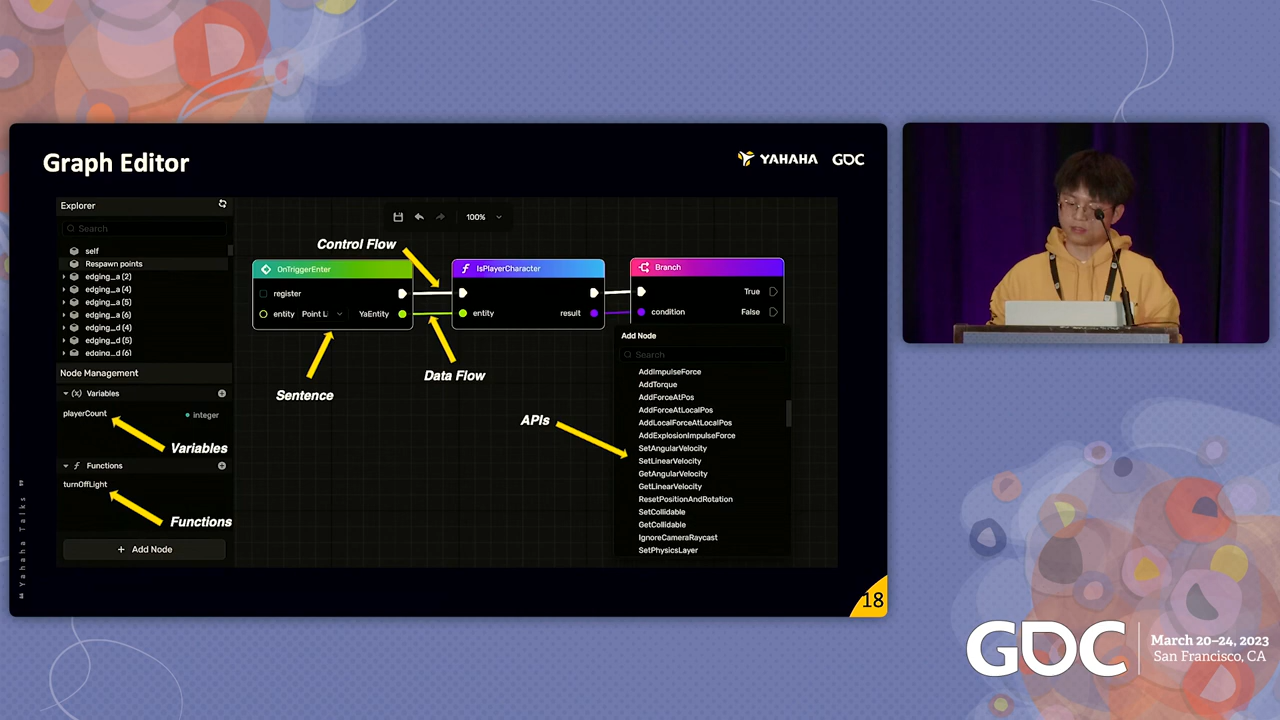 Graph Editor
YAHAHA
GDC
Explorer
Search
self
Respawn points
edging_a (2)
edging_a (4)
edging_a (5)
edging_a (6)
edging_d (4)
edging_d (5)
edging_d (6)
Node Management
(x) Variables
playerCount
integer
Variables
f Functions
turnOffLight
Functions
+ Add Node
100%
Control Flow
OnTriggerEnter
register
entity Point Li YaEntity
Sentence
Data Flow
f IsPlayerCharacter
entity result
Branch
True
condition False
Add Node
Search
APIs
AddImpulseForce
AddTorque
AddForceAtPos
AddForceAtLocalPos
AddLocalForceAtLocalPos
AddExplosionImpulseForce
SetAngularVelocity
SetLinearVelocity
GetAngularVelocity
GetLinearVelocity
ResetPositionAndRotation
SetCollidable
GetCollidable
IgnoreCameraRaycast
SetPhysicsLayer
Yahaha Talks
18
GDC
March 20-24, 2023
San Francisco, CA